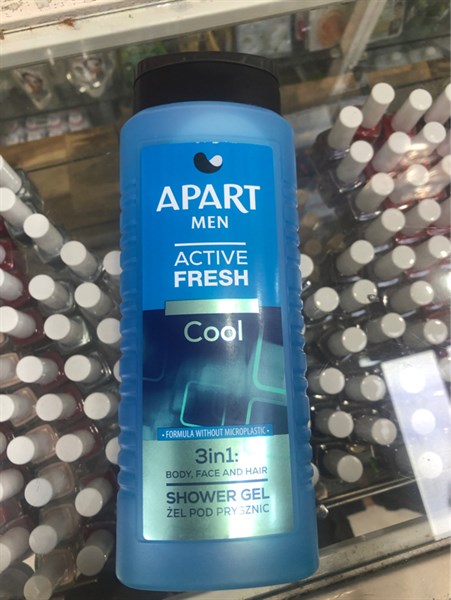 APART
MEN
ACTIVE
FRESH
Cool
• FORMULA WITHOUT MICROPLASTIC •
3in1:
BODY, FACE AND HAIR
SHOWER GEL
ŻEL POD PRYSZNIC